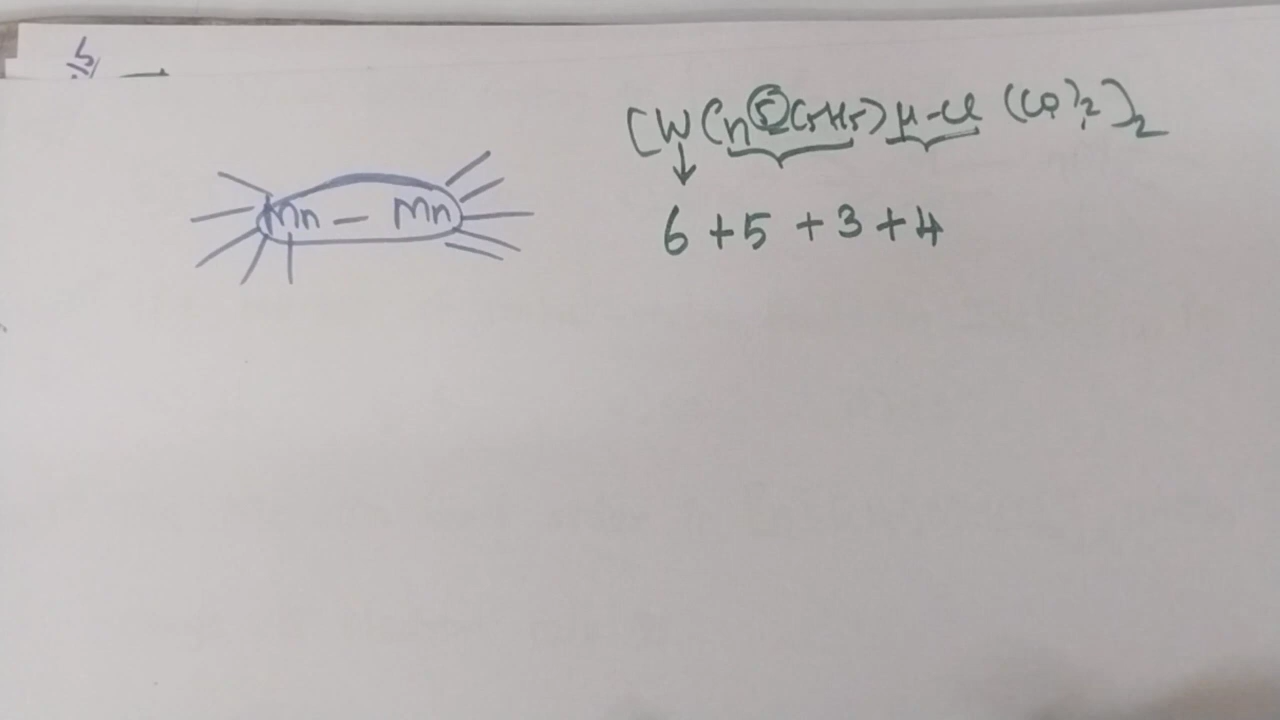 [W(η⁵C5H5) μ-Cl (CO)2]2
6 + 5 + 3 + 4
Mn — Mn